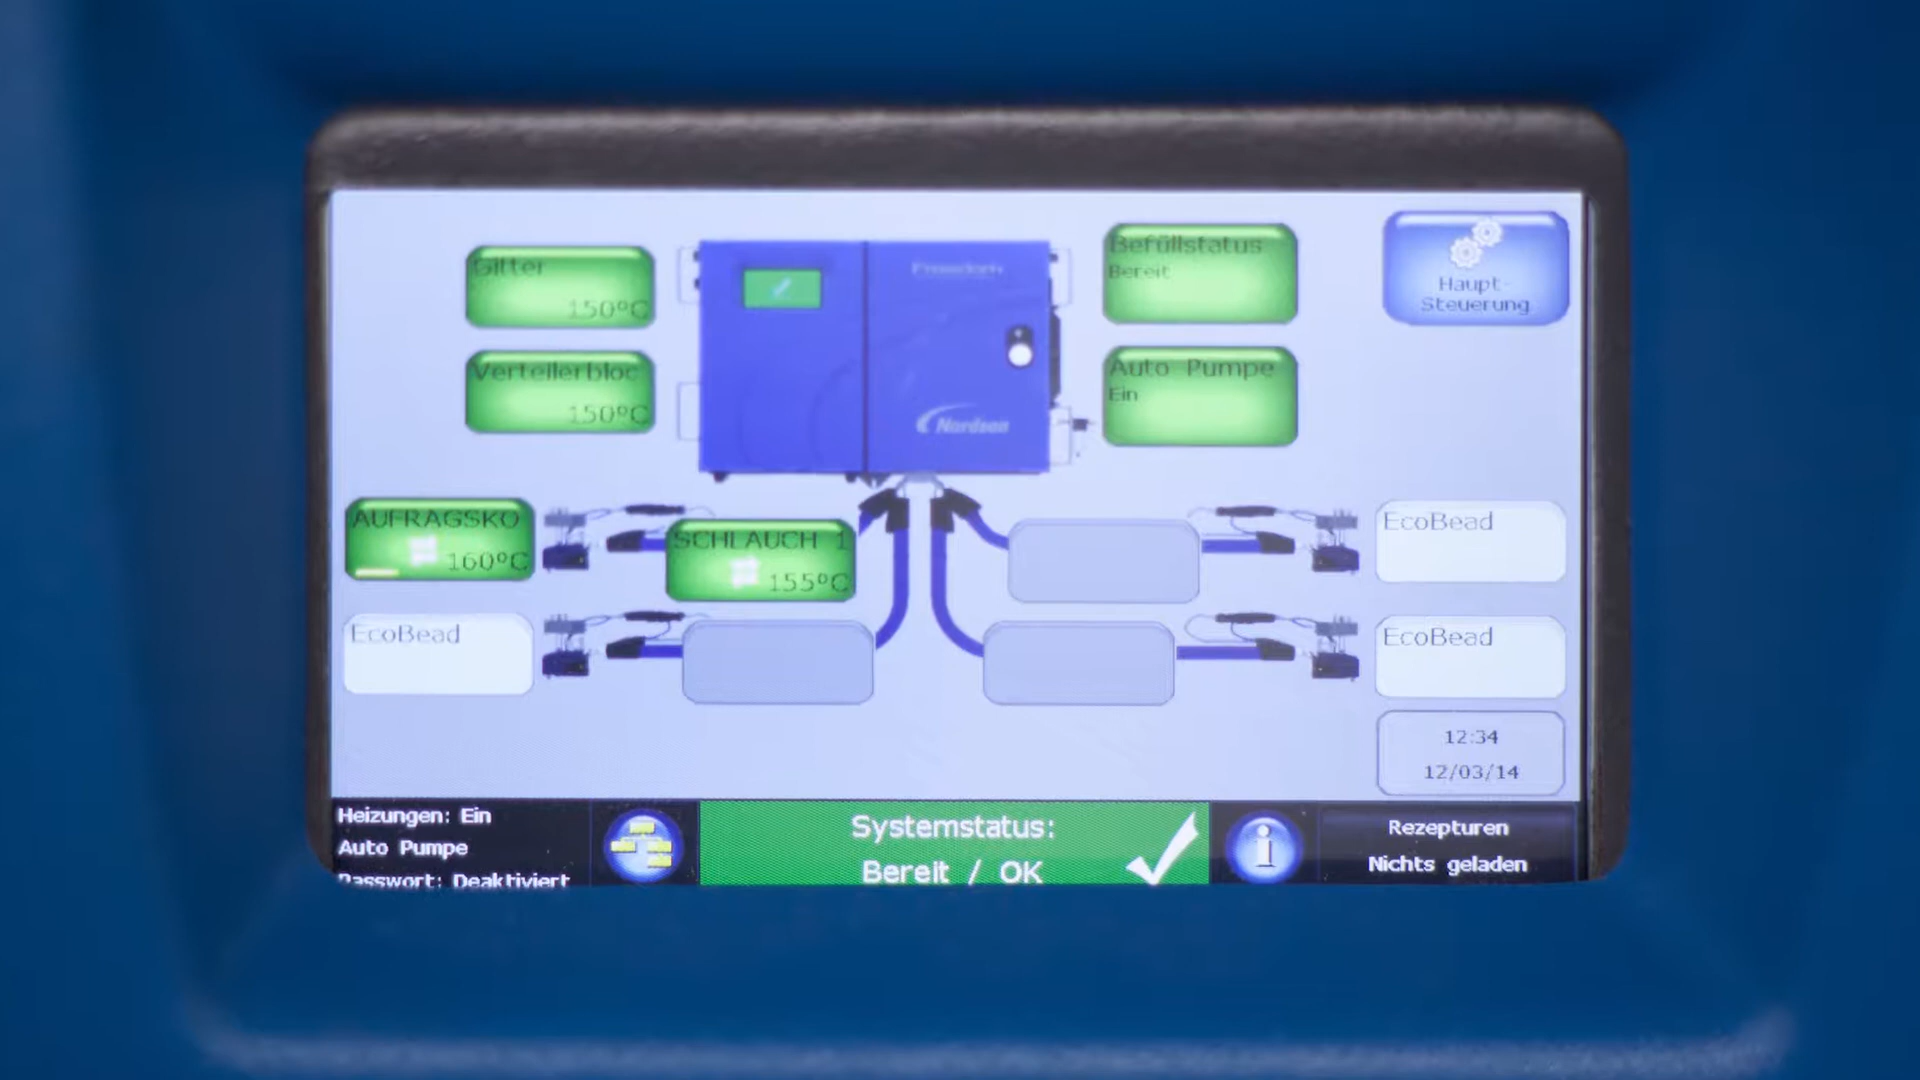 Gitter
150°C
Verteilerbloc
150°C
Freedom
Nordson
Befüllstatus
Bereit
Auto Pumpe
Ein
Haupt-
Steuerung
AUFRAGSKO
160°C
SCHLAUCH 1
155°C
EcoBead
EcoBead
EcoBead
12:34
12/03/14
Heizungen: Ein
Auto Pumpe
Passwort: Deaktiviert
Systemstatus:
Bereit / OK
Rezepturen
Nichts geladen